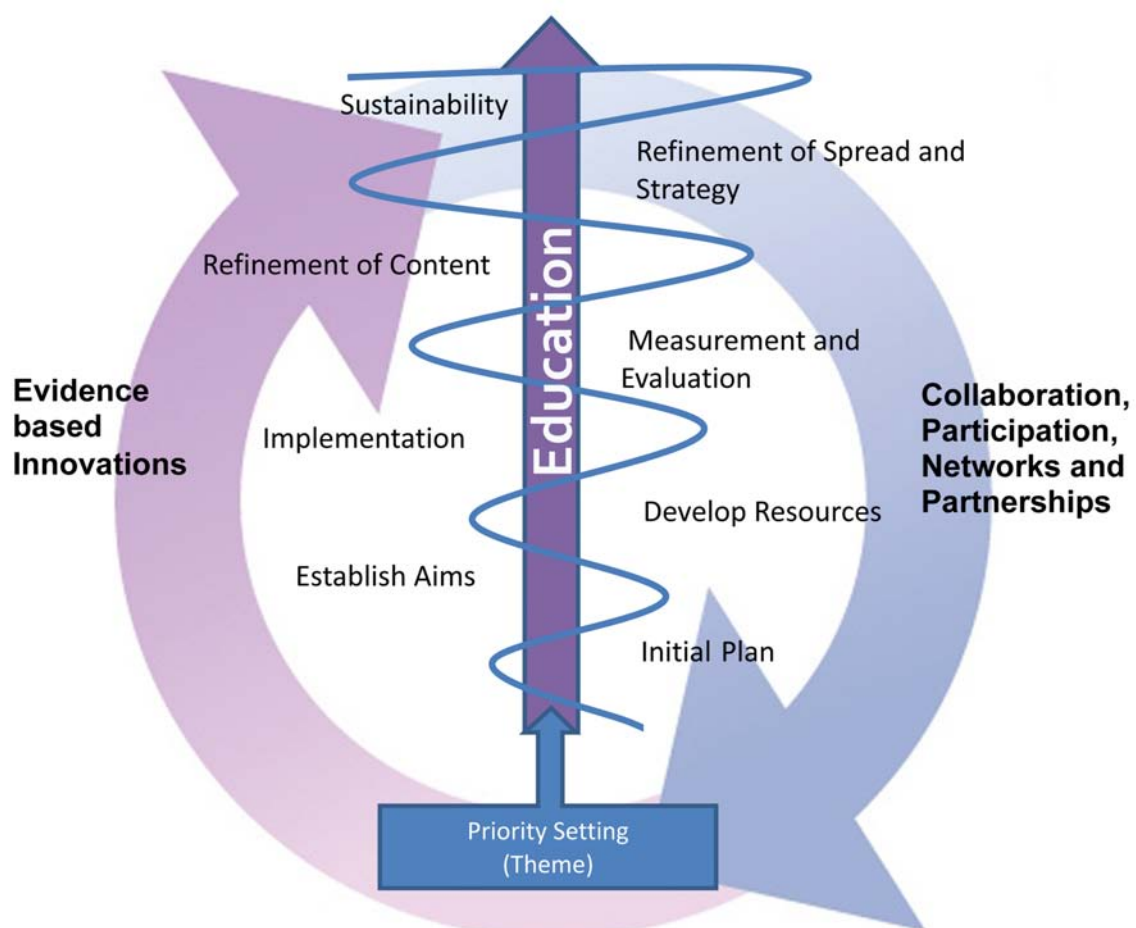 Sustainability
Refinement of Spread and
Strategy
Refinement of Content
Education
Measurement and
Evaluation
Evidence
based
Innovations
Collaboration,
Participation,
Networks and
Partnerships
Implementation
Develop Resources
Establish Aims
Initial Plan
Priority Setting
(Theme)